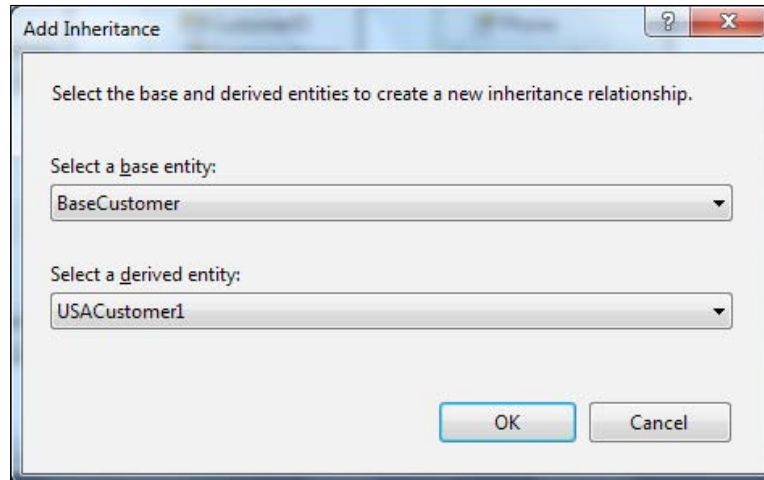 Add Inheritance
Select the base and derived entities to create a new inheritance relationship.
Select a base entity:
BaseCustomer
Select a derived entity:
USACustomer1
OK Cancel